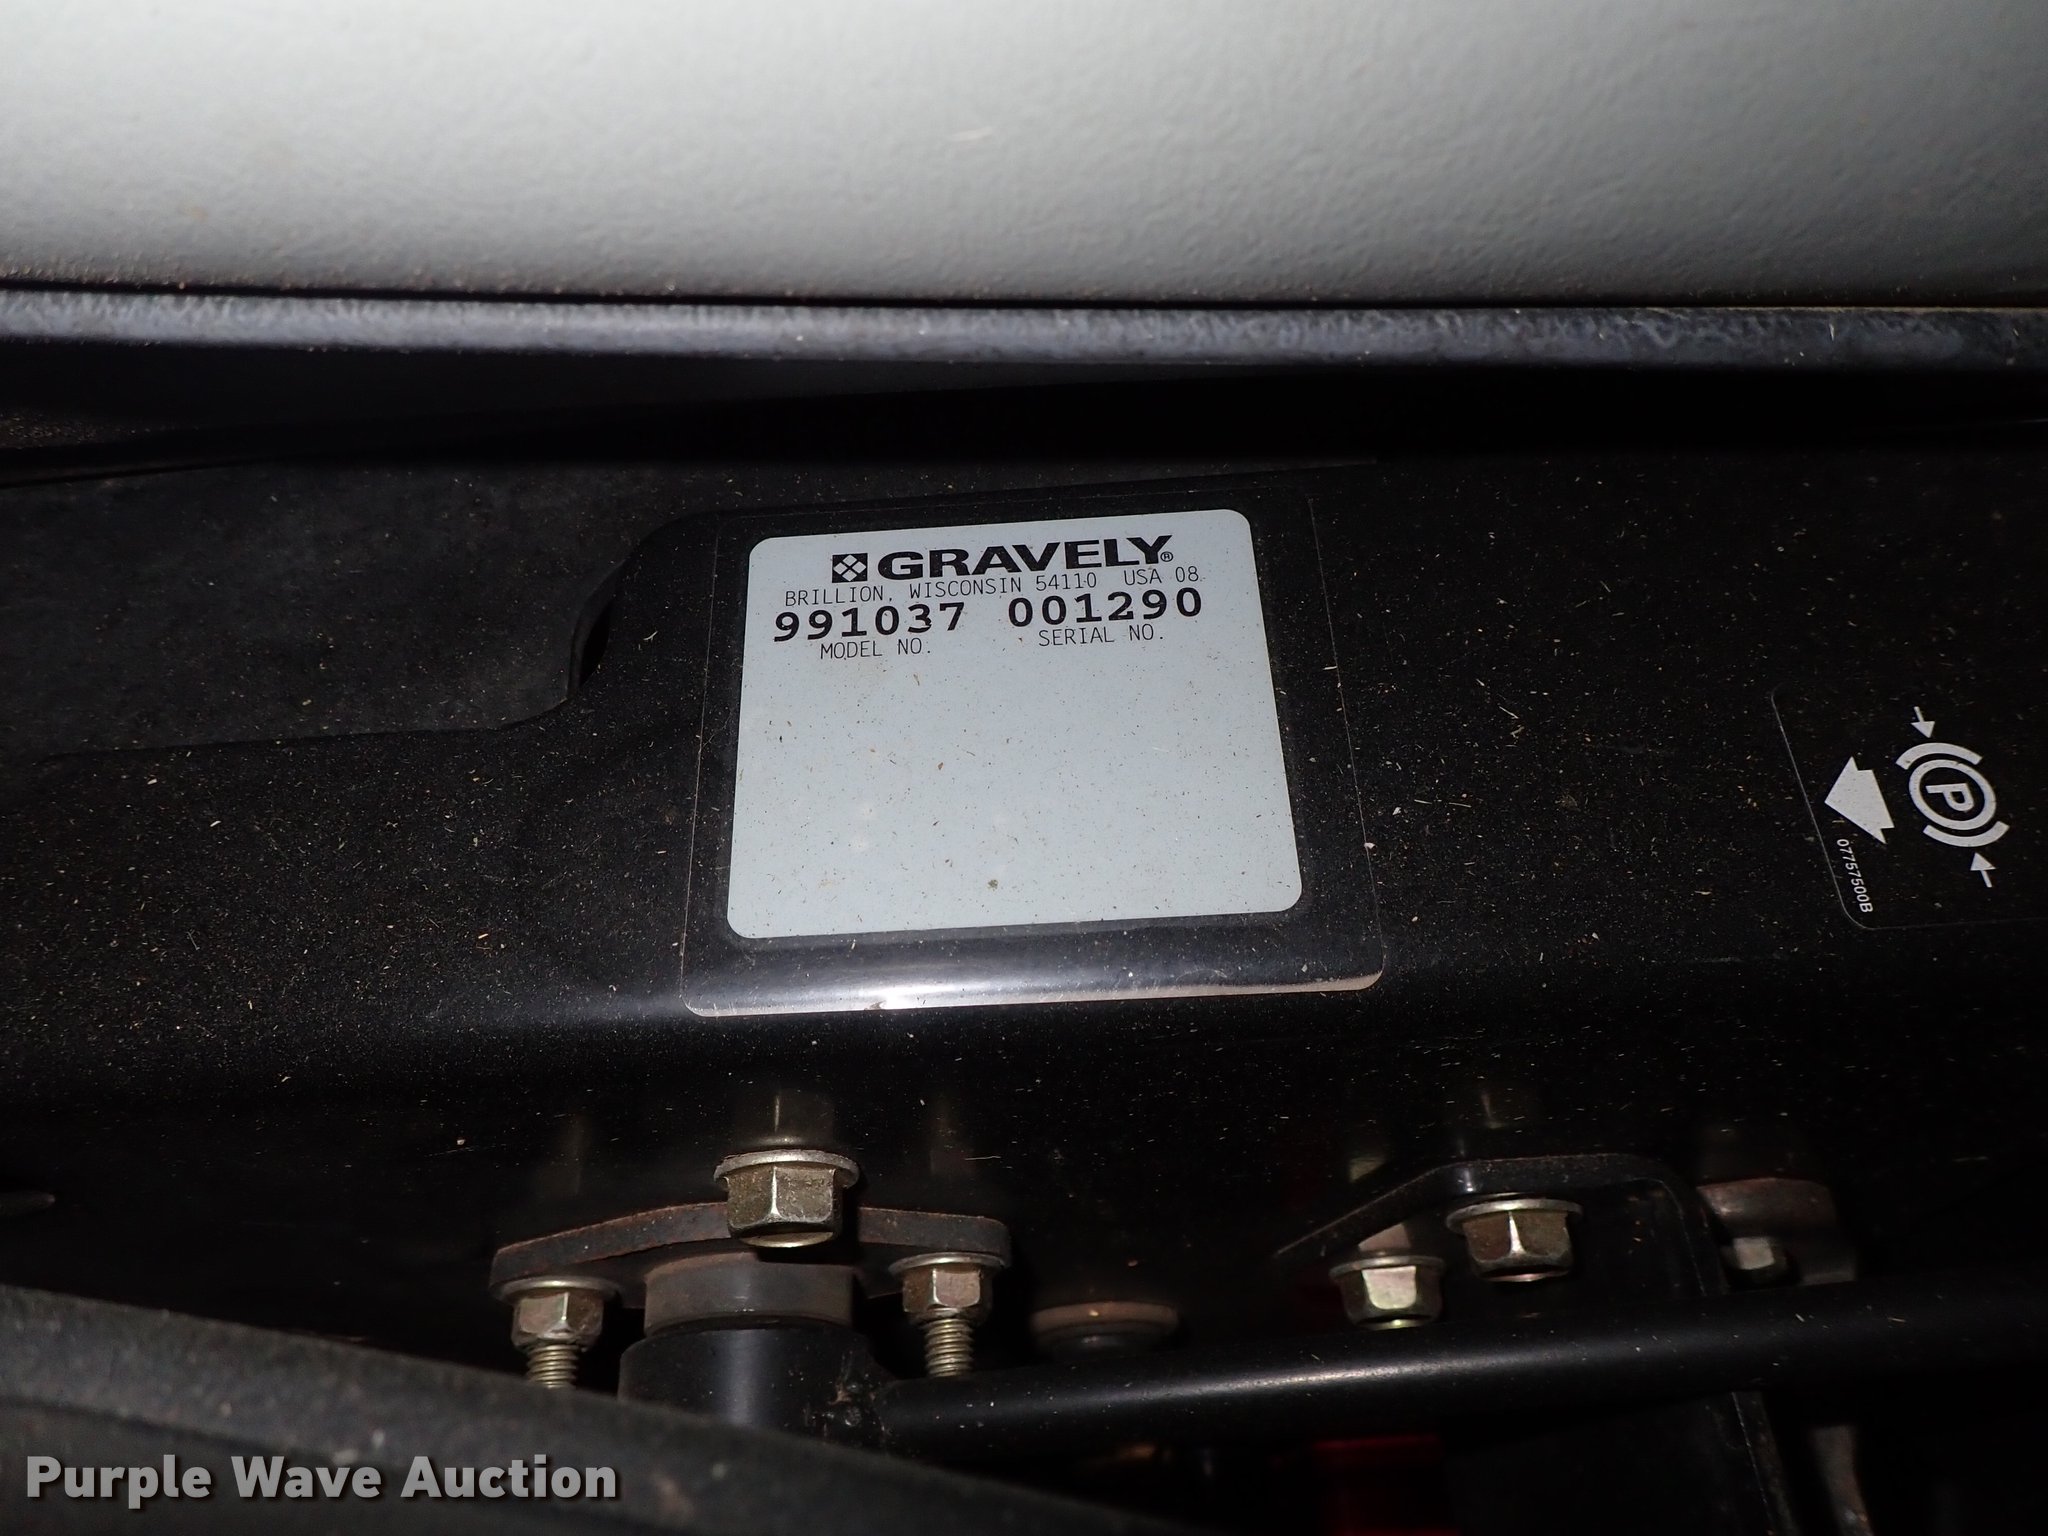 GRAVELY®
BRILLION, WISCONSIN 54110 USA 08
991037 001290
MODEL NO. SERIAL NO.
P
07757500B
Purple Wave Auction